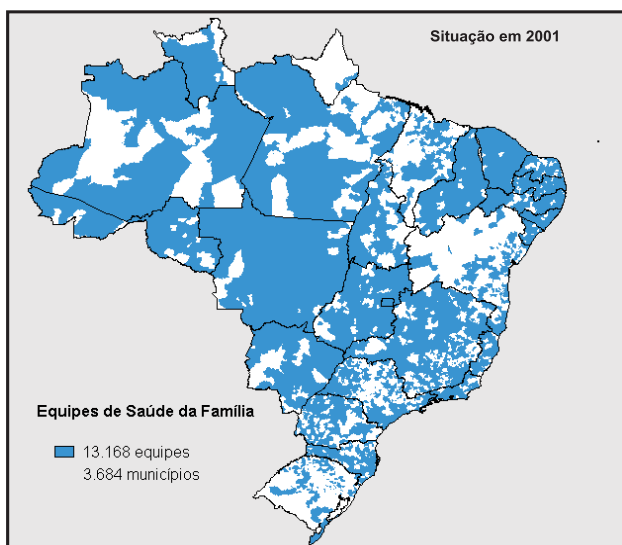 Situação em 2001
Equipes de Saúde da Família
13.168 equipes
3.684 municípios